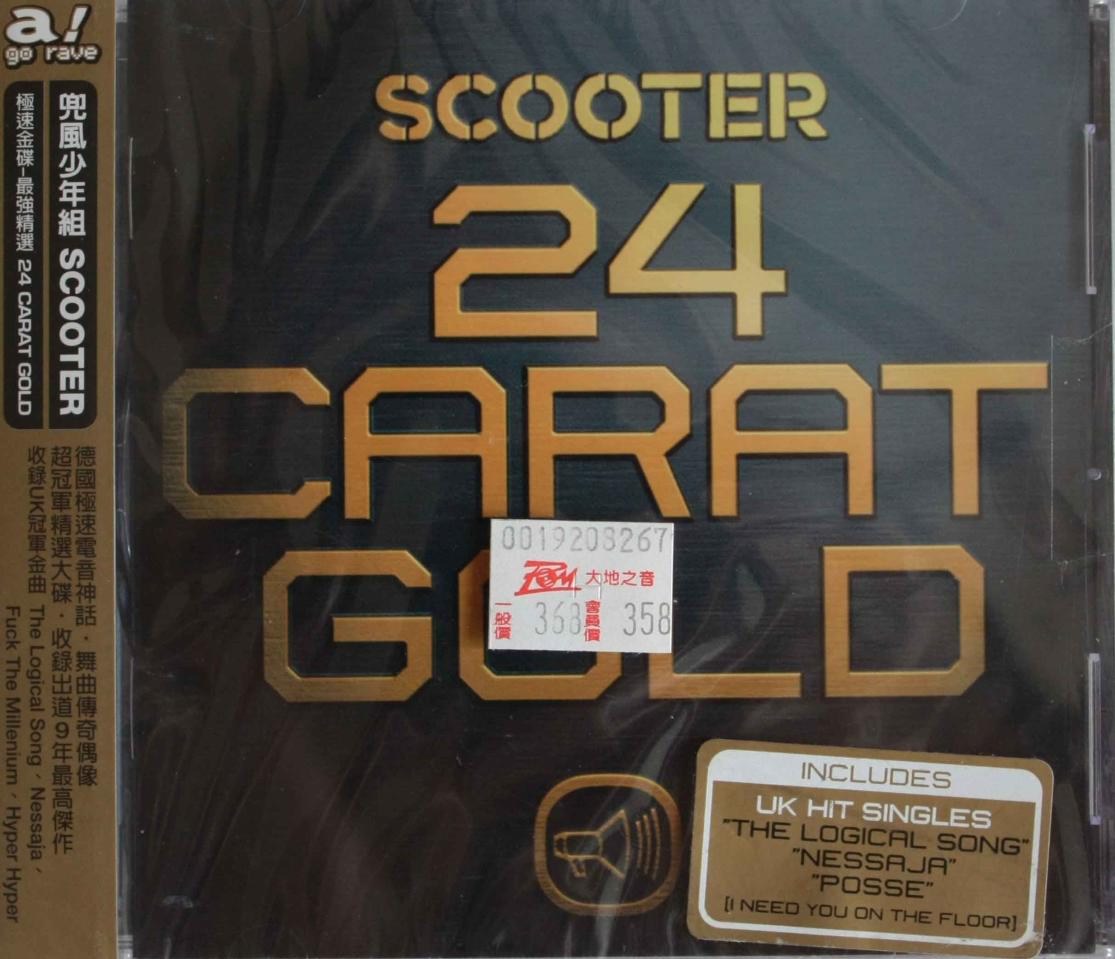 a!
go rave
兜風少年組 SCOOTER
極速金碟-最強精選 24 CARAT GOLD
德國極速電音神話．舞曲傳奇偶像
超冠軍精選大碟．收錄出道9年最高傑作
收錄UK冠軍金曲 The Logical Song、Nessaja、
Fuck The Millenium、Hyper Hyper
SCOOTER
24
CARAT
GOLD
0019208267
大地之音
一般價 368 會員價 358
INCLUDES
UK HIT SINGLES
"THE LOGICAL SONG"
"NESSAJA"
"POSSE"
[I NEED YOU ON THE FLOOR]